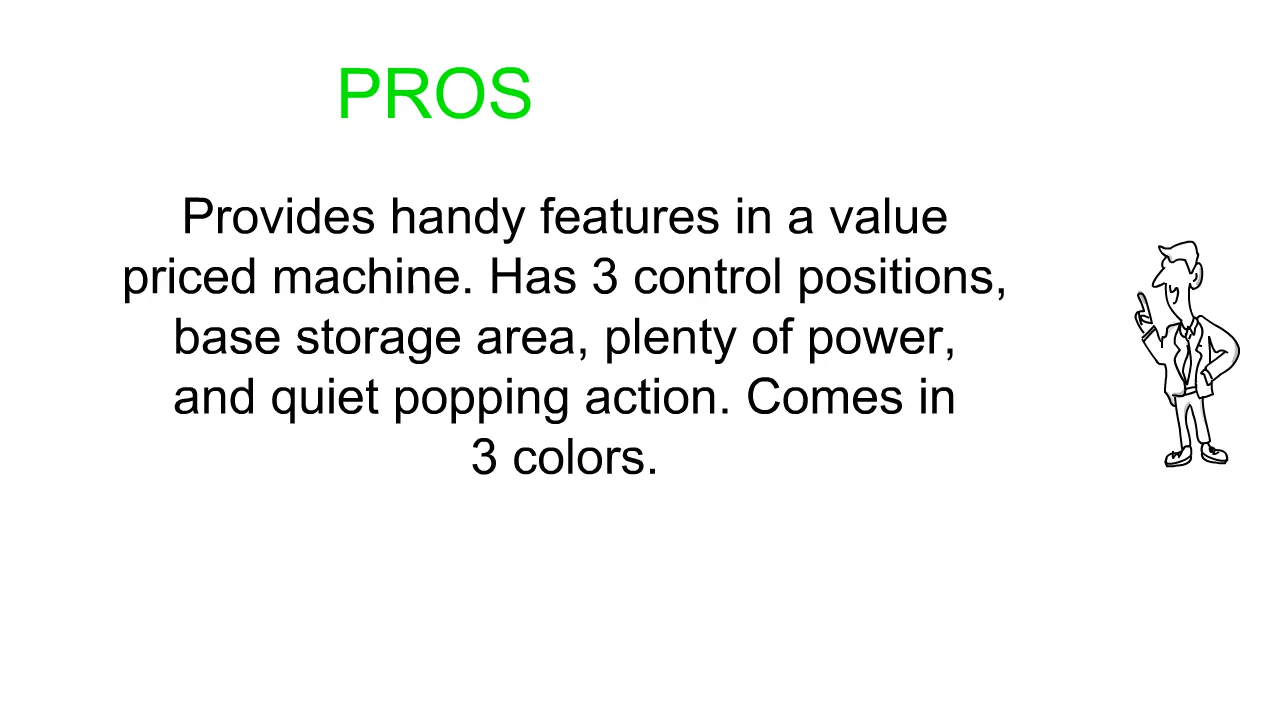 PROS
Provides handy features in a value
priced machine. Has 3 control positions,
base storage area, plenty of power,
and quiet popping action. Comes in
3 colors.